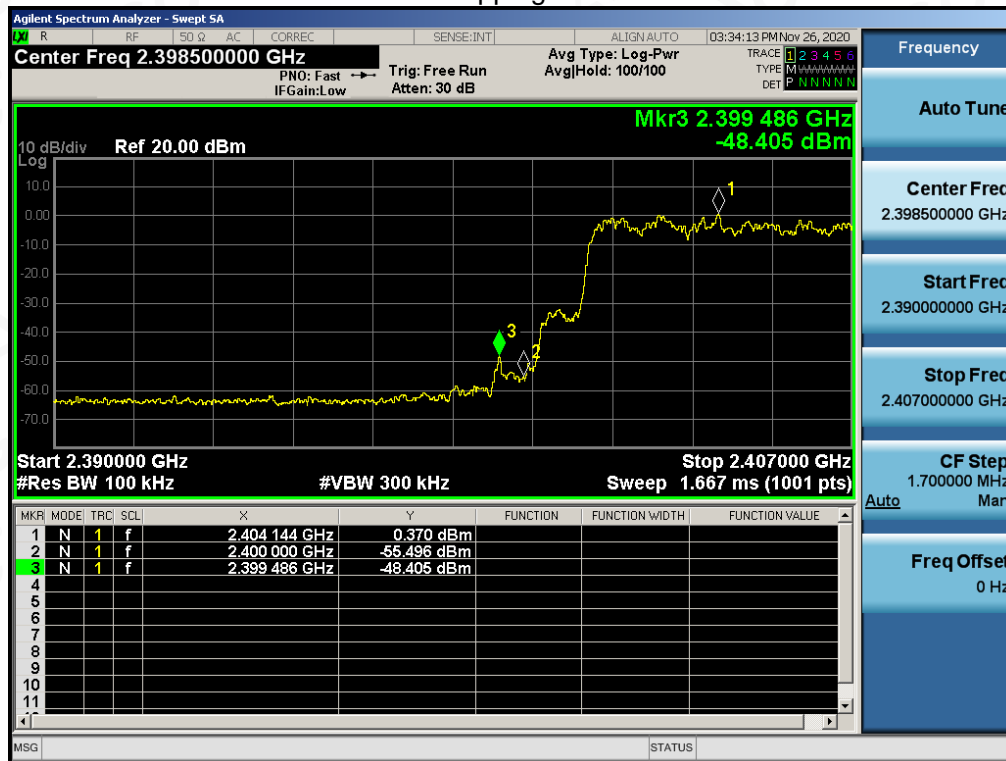 pping
Agilent Spectrum Analyzer - Swept SA
LXI R RF 50 Ω AC CORREC SENSE:INT ALIGN AUTO 03:34:13 PM Nov 26, 2020
Center Freq 2.398500000 GHz
PNO: Fast
IFGain:Low
Trig: Free Run
Atten: 30 dB
Avg Type: Log-Pwr
Avg|Hold: 100/100
TRACE 1 2 3 4 5 6
TYPE M
DET P N N N N N
Mkr3 2.399 486 GHz
-48.405 dBm
10 dB/div Ref 20.00 dBm
Log
10.0
0.00
-10.0
-20.0
-30.0
-40.0
-50.0
-60.0
-70.0
1
3
2
Start 2.390000 GHz Stop 2.407000 GHz
#Res BW 100 kHz #VBW 300 kHz Sweep 1.667 ms (1001 pts)
MKR MODE TRC SCL X Y FUNCTION FUNCTION WIDTH FUNCTION VALUE
1 N 1 f 2.404 144 GHz 0.370 dBm
2 N 1 f 2.400 000 GHz -55.496 dBm
3 N 1 f 2.399 486 GHz -48.405 dBm
4
5
6
7
8
9
10
11
MSG STATUS
Frequency
Auto Tune
Center Freq
2.398500000 GHz
Start Freq
2.390000000 GHz
Stop Freq
2.407000000 GHz
CF Step
1.700000 MHz
Auto Man
Freq Offset
0 Hz